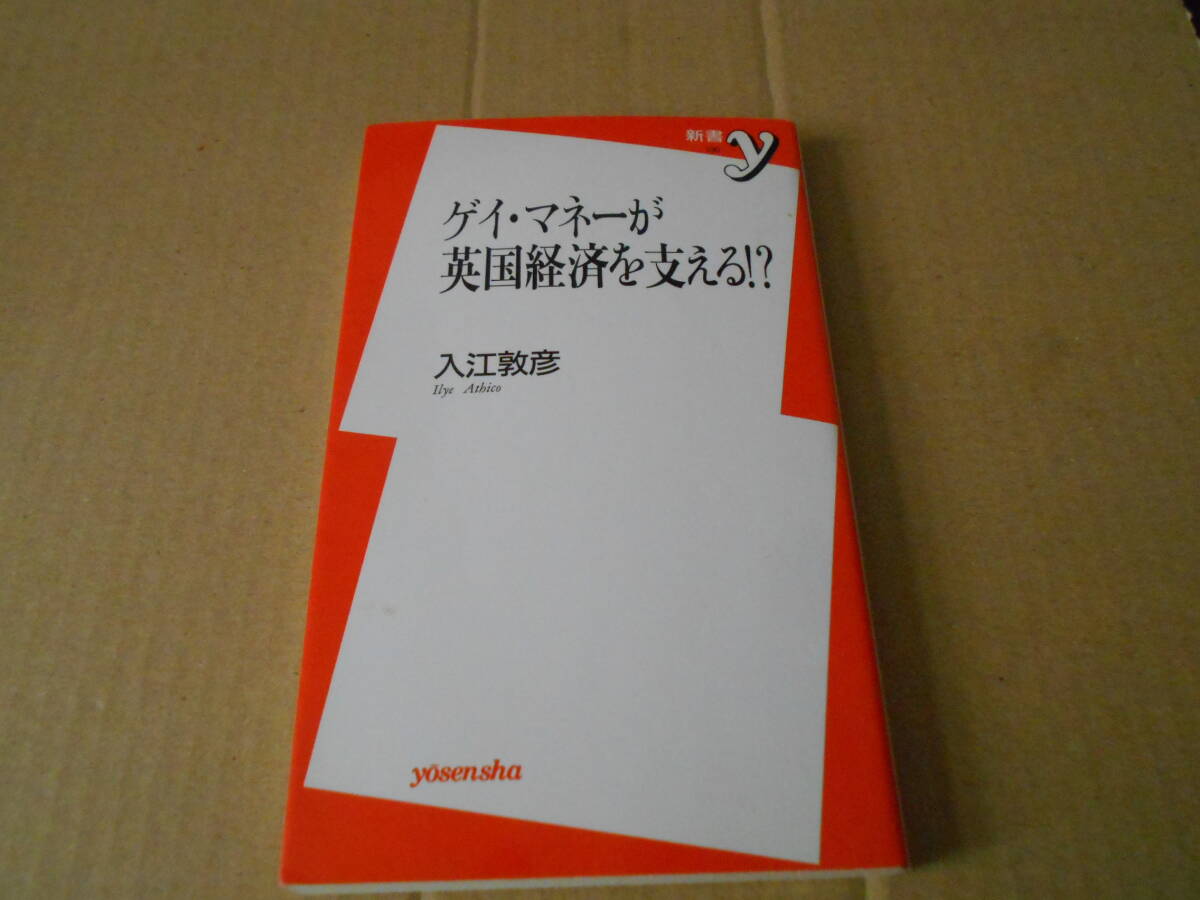 新書
y
ゲイ・マネーが
英国経済を支える!?
入江敦彦
Ilye Athico
yōsensha